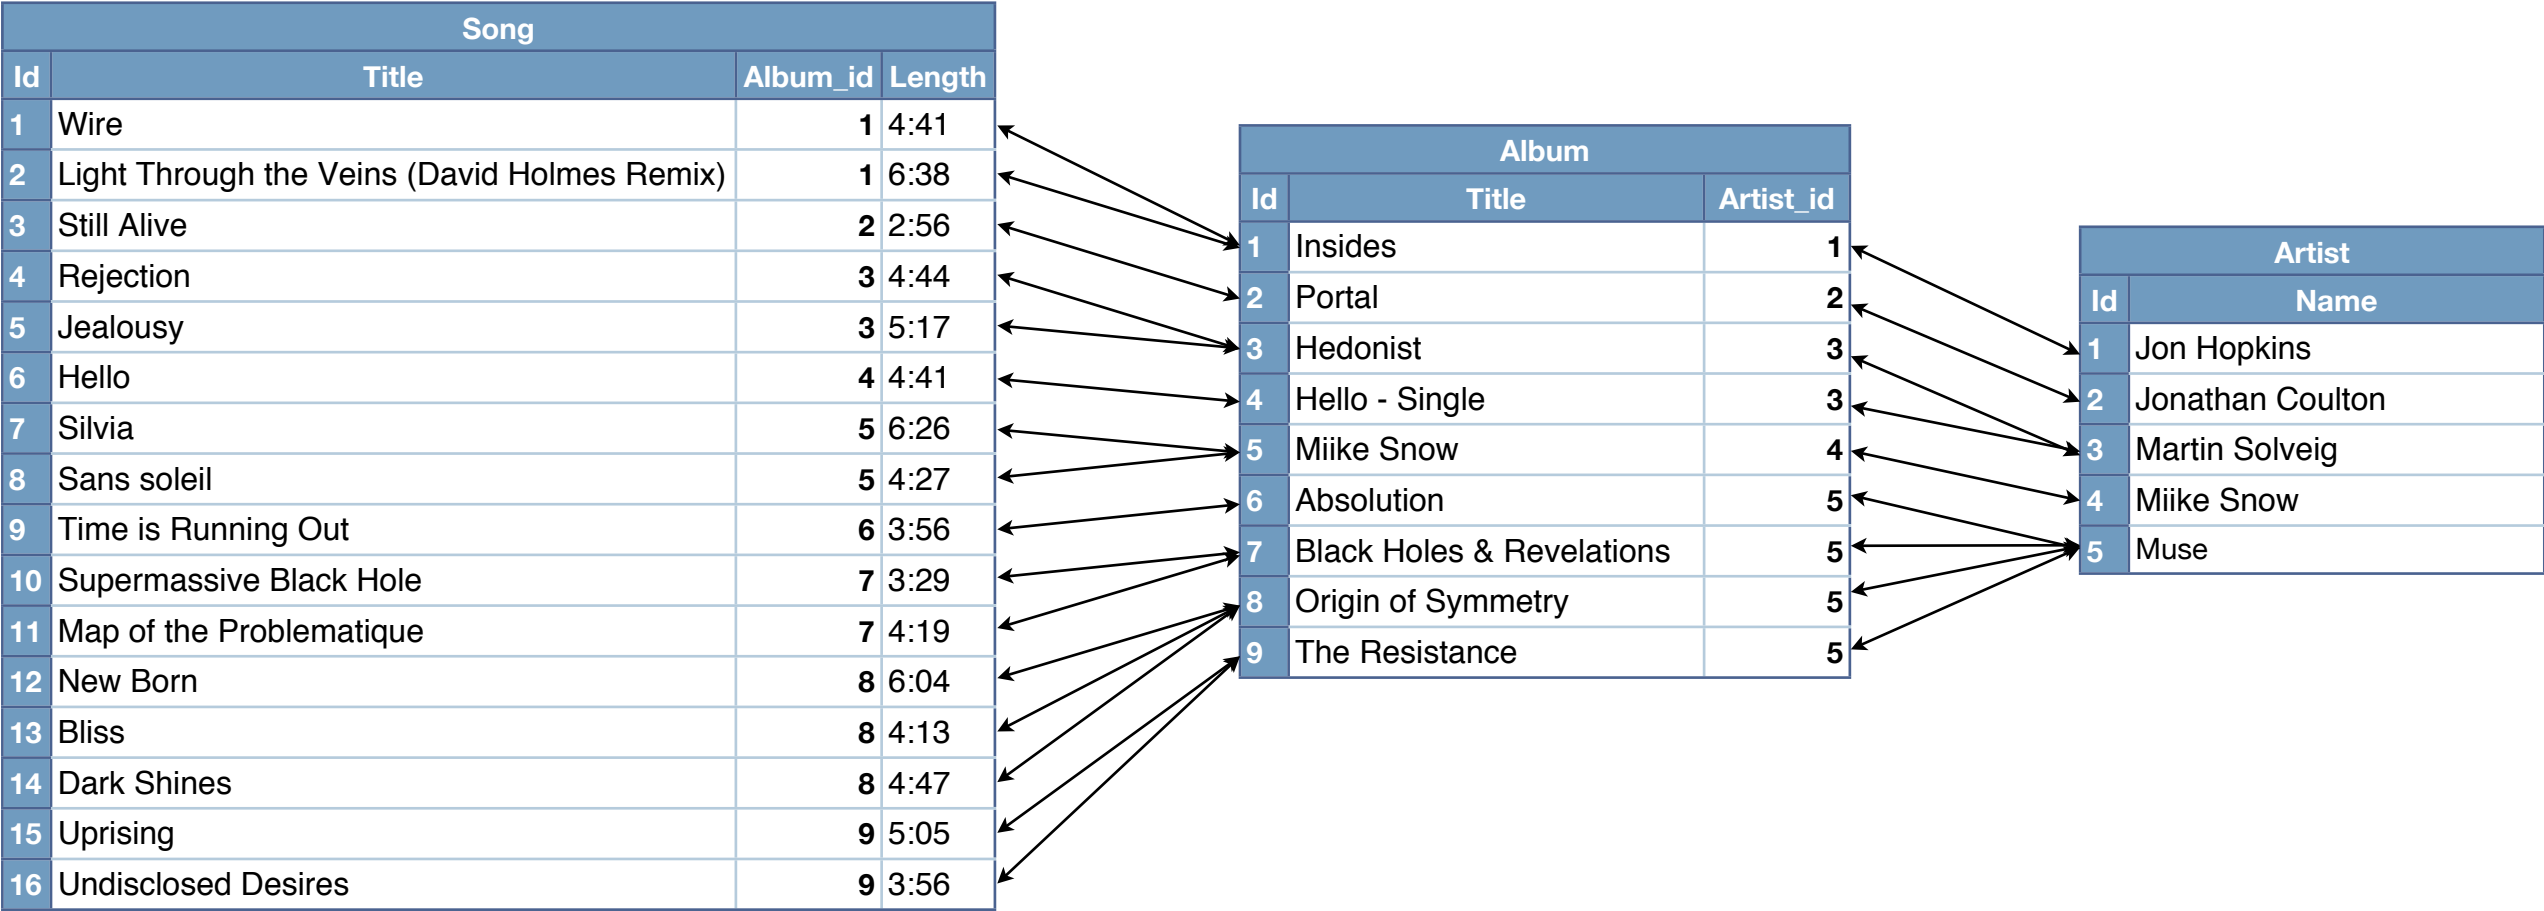 Song
Id Title Album_id Length
1 Wire 1 4:41
2 Light Through the Veins (David Holmes Remix) 1 6:38
3 Still Alive 2 2:56
4 Rejection 3 4:44
5 Jealousy 3 5:17
6 Hello 4 4:41
7 Silvia 5 6:26
8 Sans soleil 5 4:27
9 Time is Running Out 6 3:56
10 Supermassive Black Hole 7 3:29
11 Map of the Problematique 7 4:19
12 New Born 8 6:04
13 Bliss 8 4:13
14 Dark Shines 8 4:47
15 Uprising 9 5:05
16 Undisclosed Desires 9 3:56
Album
Id Title Artist_id
1 Insides 1
2 Portal 2
3 Hedonist 3
4 Hello - Single 3
5 Miike Snow 4
6 Absolution 5
7 Black Holes & Revelations 5
8 Origin of Symmetry 5
9 The Resistance 5
Artist
Id Name
1 Jon Hopkins
2 Jonathan Coulton
3 Martin Solveig
4 Miike Snow
5 Muse